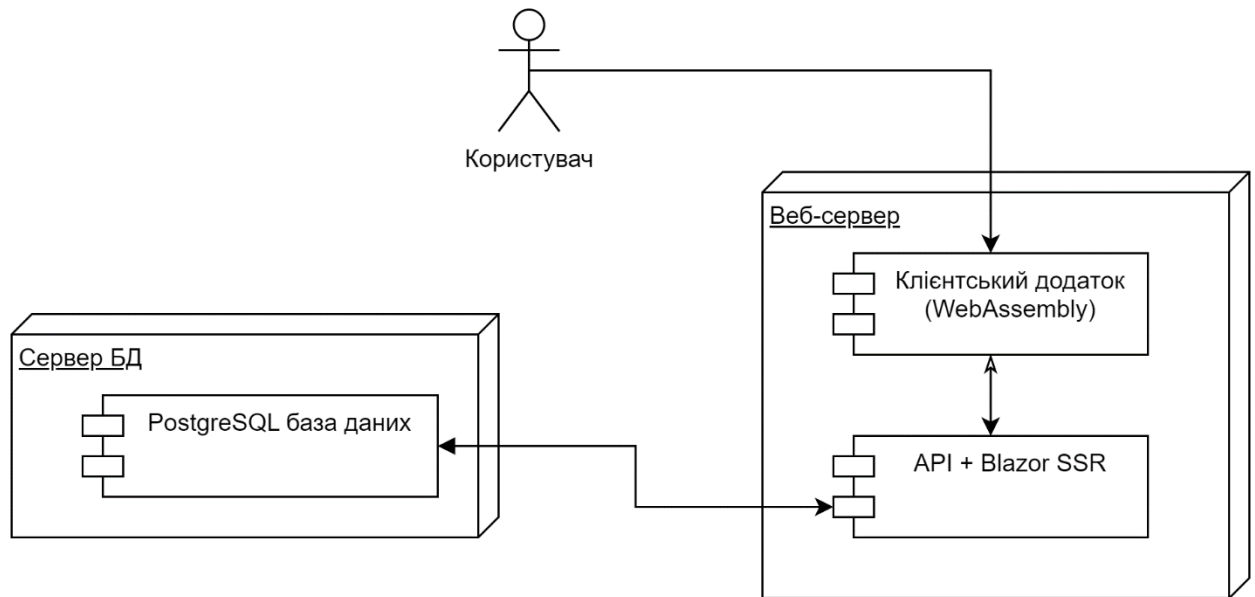 Користувач
Веб-сервер
Клієнтський додаток
(WebAssembly)
Сервер БД
PostgreSQL база даних
API + Blazor SSR